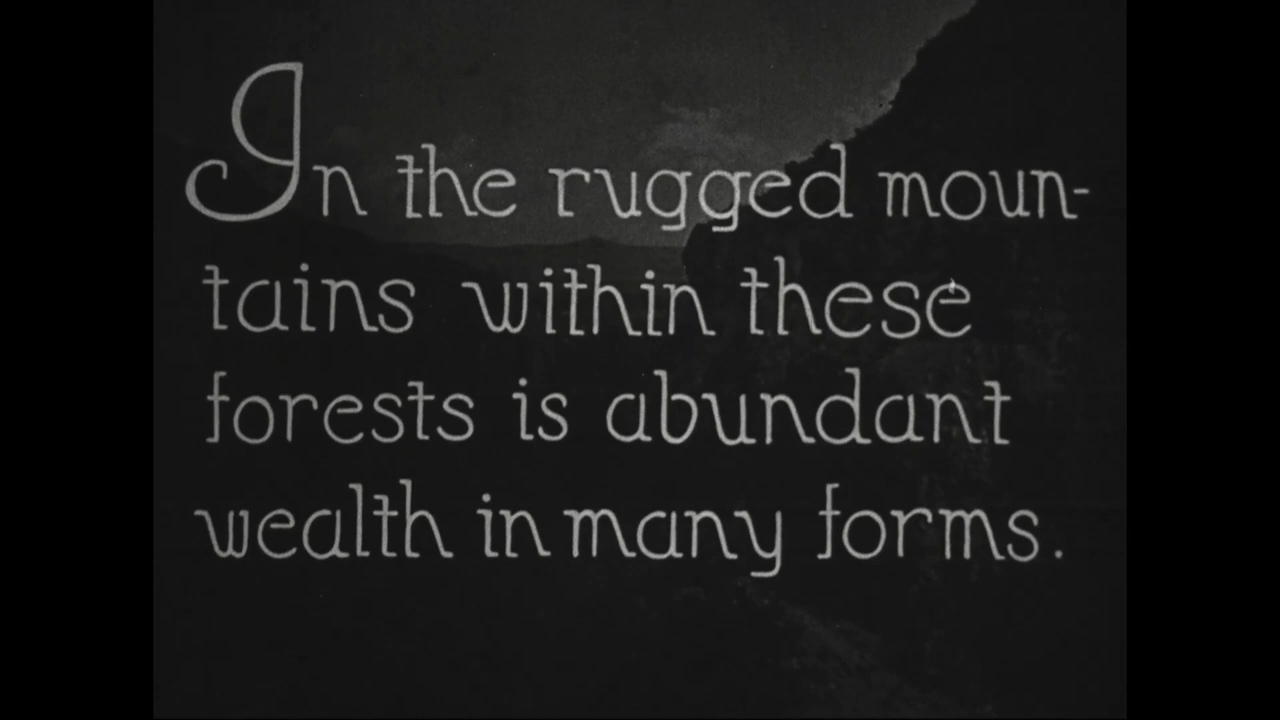 In the rugged moun-
tains within these
forests is abundant
wealth in many forms.